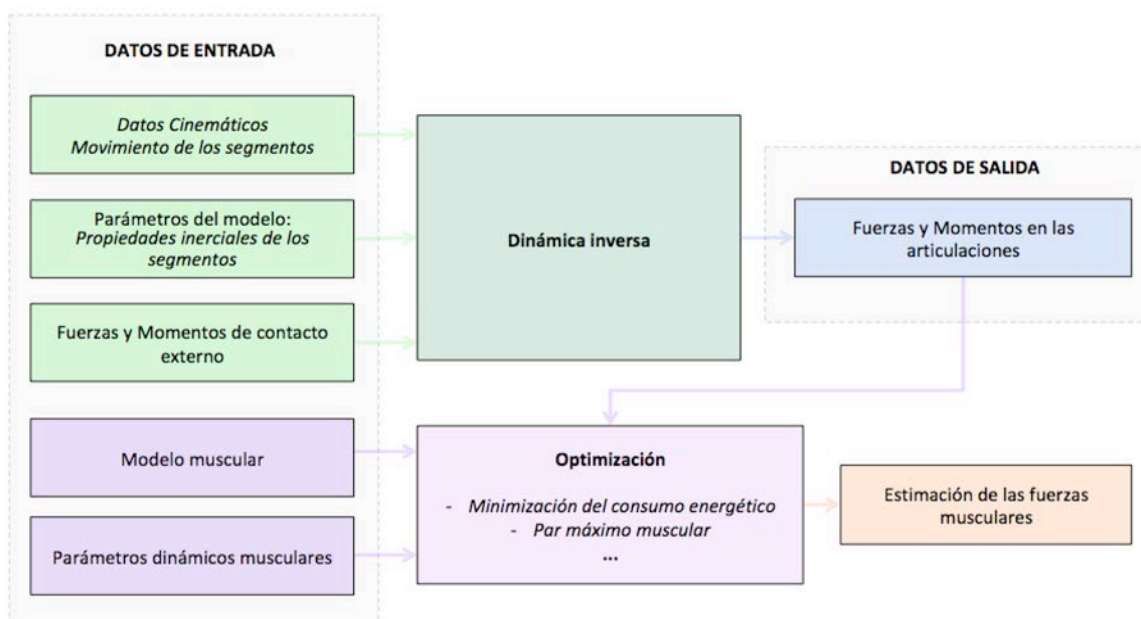 DATOS DE ENTRADA
Datos Cinemáticos
Movimiento de los segmentos
Parámetros del modelo:
Propiedades inerciales de los
segmentos
Fuerzas y Momentos de contacto
externo
Modelo muscular
Parámetros dinámicos musculares
Dinámica inversa
DATOS DE SALIDA
Fuerzas y Momentos en las
articulaciones
Optimización
- Minimización del consumo energético
- Par máximo muscular
...
Estimación de las fuerzas
musculares